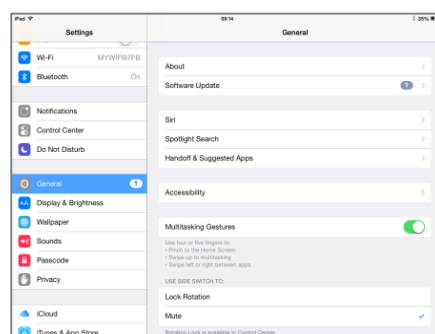 iPad
09:14
35%
Settings
General
Wi-Fi
MYWIFI97FB
Bluetooth
On
Notifications
Control Center
Do Not Disturb
General
1
Display & Brightness
AA
Wallpaper
Sounds
Passcode
Privacy
iCloud
iTunes & App Store
About
Software Update
1
Siri
Spotlight Search
Handoff & Suggested Apps
Accessibility
Multitasking Gestures
Use four or five fingers to:
• Pinch to the Home Screen
• Swipe up to multitasking
• Swipe left or right between apps
USE SIDE SWITCH TO:
Lock Rotation
Mute
Rotation Lock is available in Control Center.